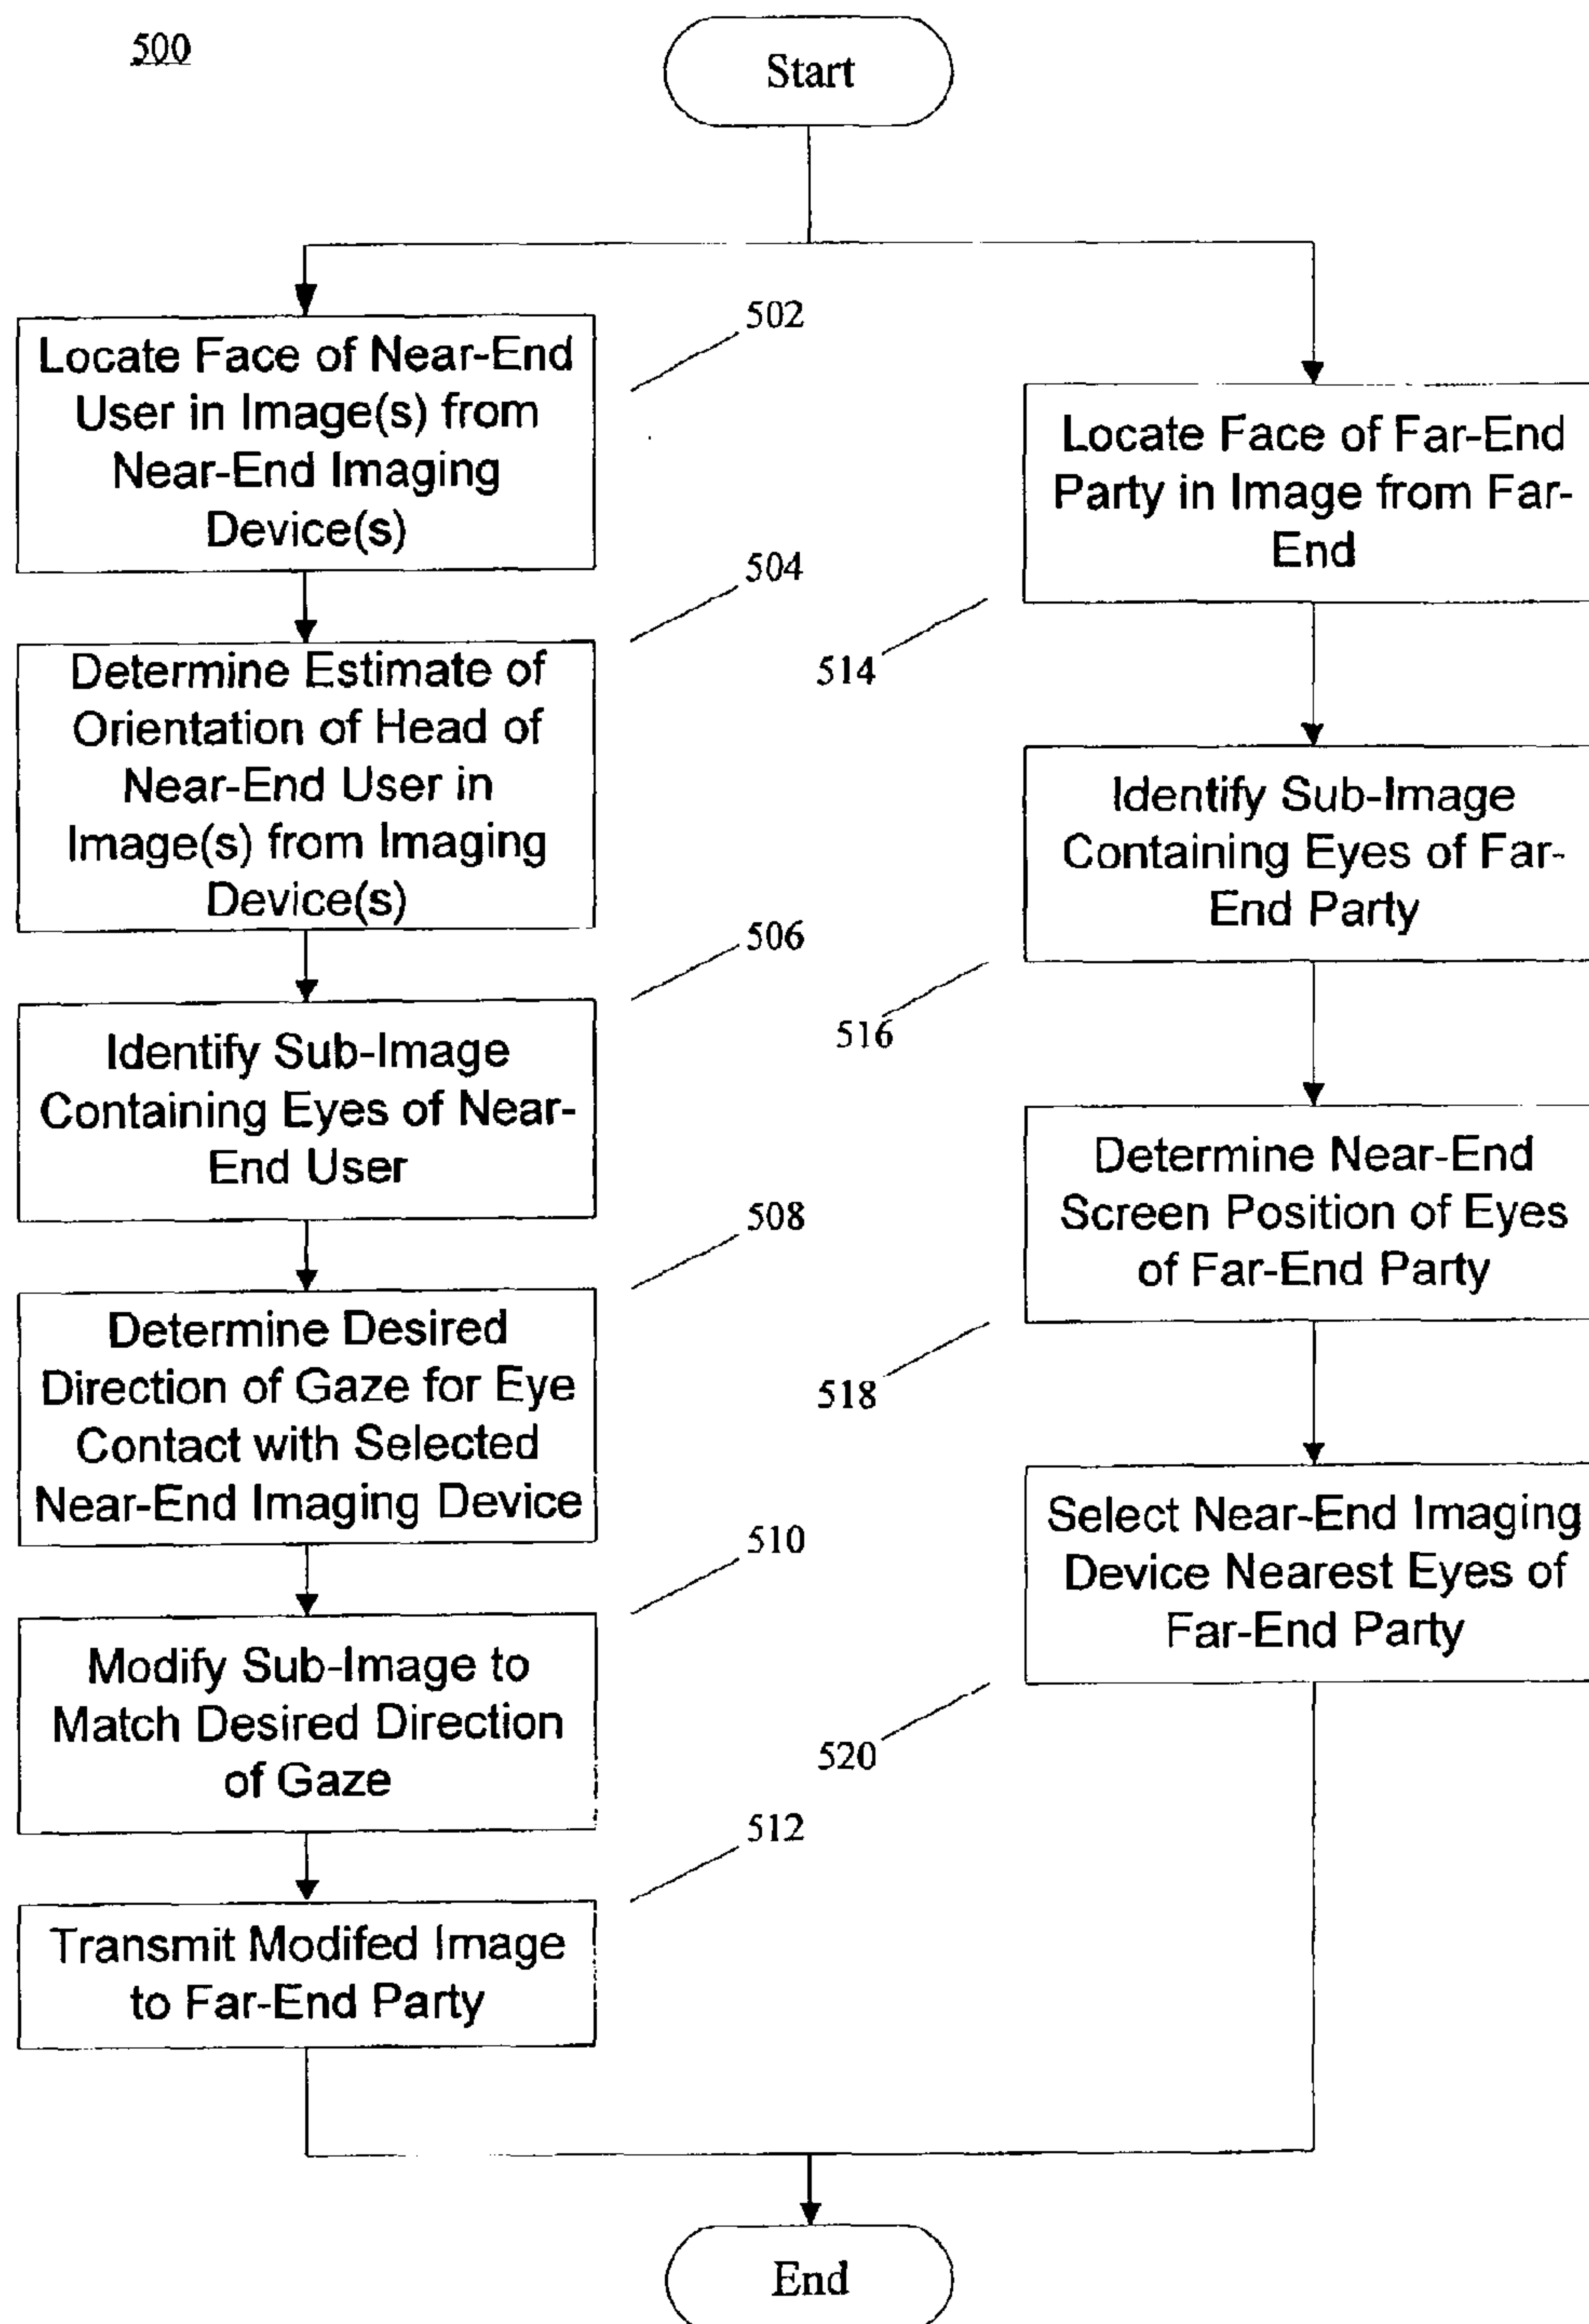 500
Start
Locate Face of Near-End
User in Image(s) from
Near-End Imaging
Device(s)
502
Determine Estimate of
Orientation of Head of
Near-End User in
Image(s) from Imaging
Device(s)
504
Identify Sub-Image
Containing Eyes of Near-
End User
506
Determine Desired
Direction of Gaze for Eye
Contact with Selected
Near-End Imaging Device
508
Modify Sub-Image to
Match Desired Direction
of Gaze
510
Transmit Modifed Image
to Far-End Party
512
Locate Face of Far-End
Party in Image from Far-
End
514
Identify Sub-Image
Containing Eyes of Far-
End Party
516
Determine Near-End
Screen Position of Eyes
of Far-End Party
518
Select Near-End Imaging
Device Nearest Eyes of
Far-End Party
520
End